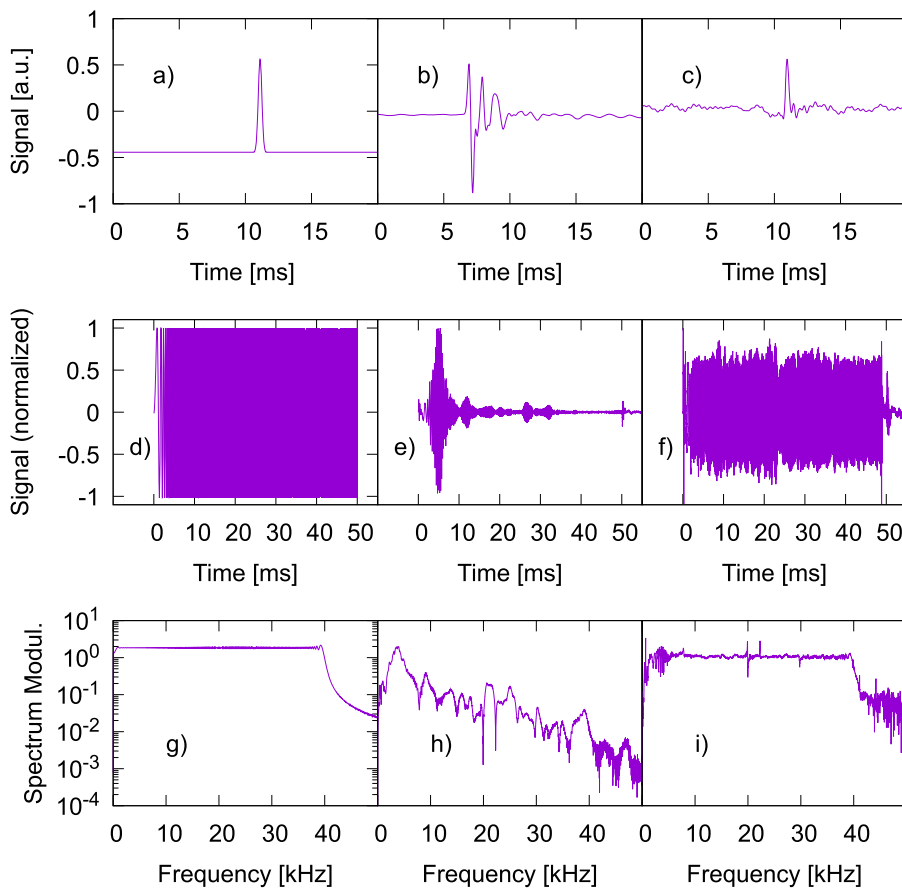 Signal [a.u.]
1
0.5
0
-0.5
-1
a)
b)
c)
0 5 10 15 0 5 10 15 0 5 10 15
Time [ms] Time [ms] Time [ms]
Signal (normalized)
1
0.5
0
-0.5
-1
d)
e)
f)
0 10 20 30 40 50 0 10 20 30 40 50 0 10 20 30 40 50
Time [ms] Time [ms] Time [ms]
Spectrum Modul.
10^1
10^0
10^-1
10^-2
10^-3
10^-4
g)
h)
i)
0 10 20 30 40 0 10 20 30 40 0 10 20 30 40
Frequency [kHz] Frequency [kHz] Frequency [kHz]